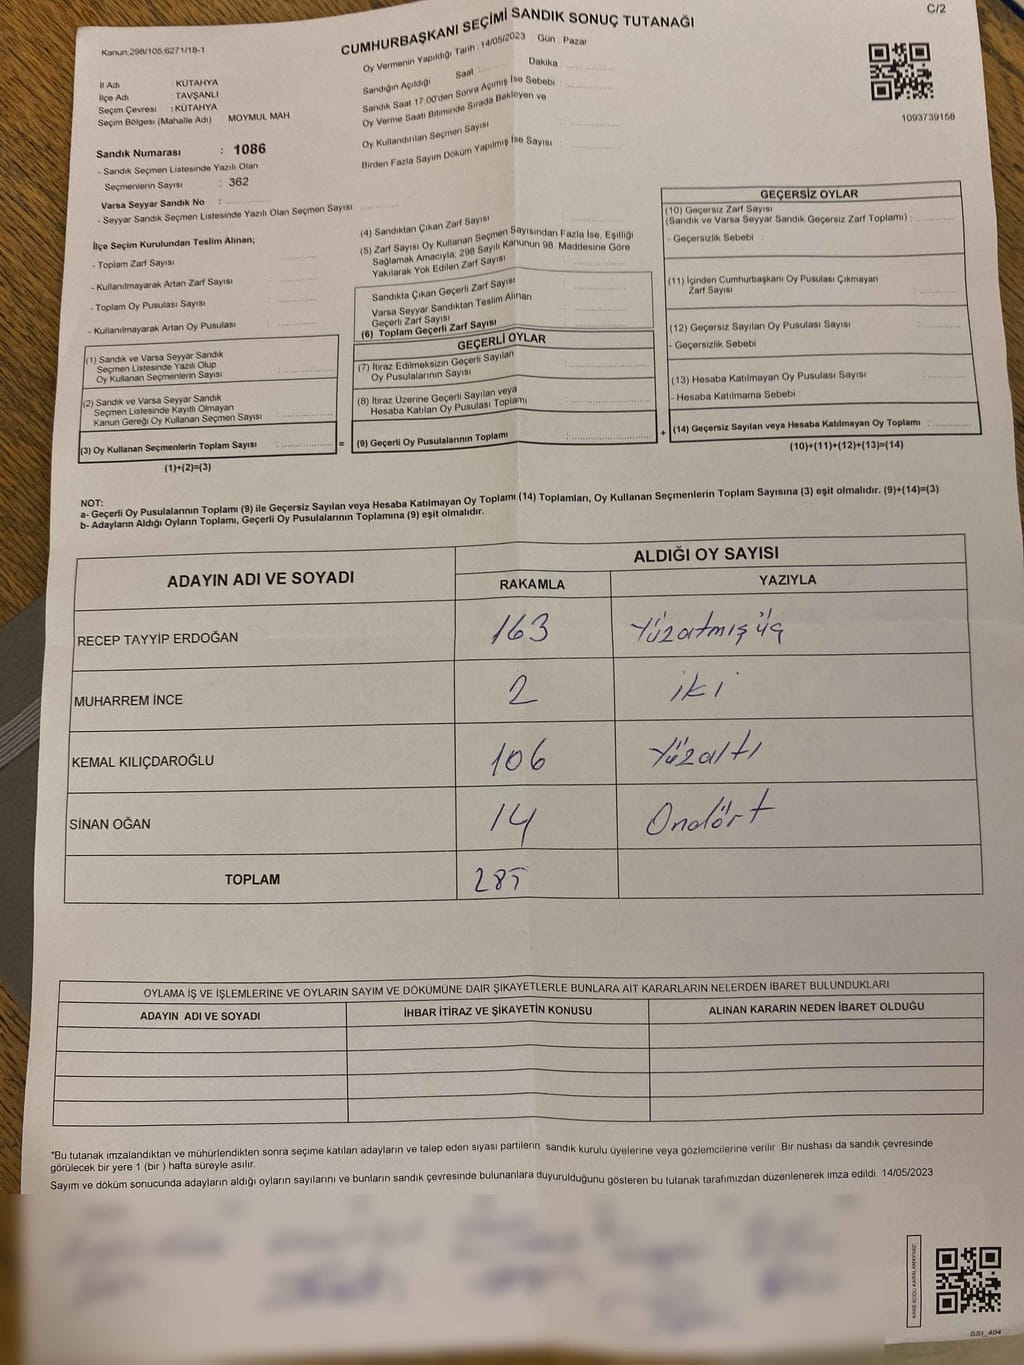 C/2
Kanun,298/105,6271/18-1
CUMHURBAŞKANI SEÇİMİ SANDIK SONUÇ TUTANAĞI
Oy Vermenin Yapıldığı Tarih : 14/05/2023 Gün : Pazar
Sandığın Açıldığı Saat : Dakika :
Sandık Saat 17:00'den Sonra Açımış İse Sebebi :
Oy Verme Saati Bitiminde Sırada Bekleyen ve
Oy Kullandırılan Seçmen Sayısı :
Birden Fazla Sayım Döküm Yapılmış İse Sayısı :
1093739158
İl Adı : KÜTAHYA
İlçe Adı : TAVŞANLI
Seçim Çevresi : KÜTAHYA
Seçim Bölgesi (Mahalle Adı) MOYMUL MAH
Sandık Numarası : 1086
- Sandık Seçmen Listesinde Yazılı Olan
Seçmenlerin Sayısı : 362
Varsa Seyyar Sandık No :
- Seyyar Sandık Seçmen Listesinde Yazılı Olan Seçmen Sayısı :
İlçe Seçim Kurulundan Teslim Alınan;
- Toplam Zarf Sayısı
- Kullanılmayarak Artan Zarf Sayısı :
- Toplam Oy Pusulası Sayısı :
- Kullanılmayarak Artan Oy Pusulası :
(1) Sandık ve Varsa Seyyar Sandık
Seçmen Listesinde Yazılı Olup
Oy Kullanan Seçmenlerin Sayısı :
(2) Sandık ve Varsa Seyyar Sandık
Seçmen Listesinde Kayıtlı Olmayan
Kanun Gereği Oy Kullanan Seçmen Sayısı :
(3) Oy Kullanan Seçmenlerin Toplam Sayısı :
(1)+(2)=(3)
(4) Sandıktan Çıkan Zarf Sayısı :
(5) Zarf Sayısı Oy Kullanan Seçmen Sayısından Fazla İse, Eşitliği
Sağlamak Amacıyla, 298 Sayılı Kanunun 98. Maddesine Göre
Yakılarak Yok Edilen Zarf Sayısı :
Sandıkta Çıkan Geçerli Zarf Sayısı :
Varsa Seyyar Sandıktan Teslim Alınan
Geçerli Zarf Sayısı :
(6) Toplam Geçerli Zarf Sayısı :
GEÇERLİ OYLAR
(7) İtiraz Edilmeksizin Geçerli Sayılan
Oy Pusulalarının Sayısı :
(8) İtiraz Üzerine Geçerli Sayılan veya
Hesaba Katılan Oy Pusulası Toplamı :
= (9) Geçerli Oy Pusulalarının Toplamı : +
GEÇERSİZ OYLAR
(10) Geçersiz Zarf Sayısı
(Sandık ve Varsa Seyyar Sandık Geçersiz Zarf Toplamı) :
- Geçersizlik Sebebi :
(11) İçinden Cumhurbaşkanı Oy Pusulası Çıkmayan
Zarf Sayısı :
(12) Geçersiz Sayılan Oy Pusulası Sayısı :
- Geçersizlik Sebebi :
(13) Hesaba Katılmayan Oy Pusulası Sayısı :
- Hesaba Katılmama Sebebi :
(14) Geçersiz Sayılan veya Hesaba Katılmayan Oy Toplamı :
(10)+(11)+(12)+(13)=(14)
NOT:
a- Geçerli Oy Pusulalarının Toplamı (9) ile Geçersiz Sayılan veya Hesaba Katılmayan Oy Toplamı (14) Toplamları, Oy Kullanan Seçmenlerin Toplam Sayısına (3) eşit olmalıdır. (9)+(14)=(3)
b- Adayların Aldığı Oyların Toplamı, Geçerli Oy Pusulalarının Toplamına (9) eşit olmalıdır.
ADAYIN ADI VE SOYADI
ALDIĞI OY SAYISI
RAKAMLA YAZIYLA
RECEP TAYYİP ERDOĞAN 163 Yüzatmışüç
MUHARREM İNCE 2 iki
KEMAL KILIÇDAROĞLU 106 Yüzaltı
SİNAN OĞAN 14 Ondört
TOPLAM 285
OYLAMA İŞ VE İŞLEMLERİNE VE OYLARIN SAYIM VE DÖKÜMÜNE DAİR ŞİKAYETLERLE BUNLARA AİT KARARLARIN NELERDEN İBARET BULUNDUKLARI
ADAYIN ADI VE SOYADI İHBAR İTİRAZ VE ŞİKAYETİN KONUSU ALINAN KARARIN NEDEN İBARET OLDUĞU
*Bu tutanak imzalandıktan ve mühürlendikten sonra seçime katılan adayların ve talep eden siyasi partilerin sandık kurulu üyelerine veya gözlemcilerine verilir. Bir nüshası da sandık çevresinde
görülecek bir yere 1 (bir ) hafta süreyle asılır.
Sayım ve döküm sonucunda adayların aldığı oyların sayılarını ve bunların sandık çevresinde bulunanlara duyurulduğunu gösteren bu tutanak tarafımızdan düzenlenerek imza edildi. 14/05/2023
KARE KODU KARALAMAYINIZ!
SSI_404